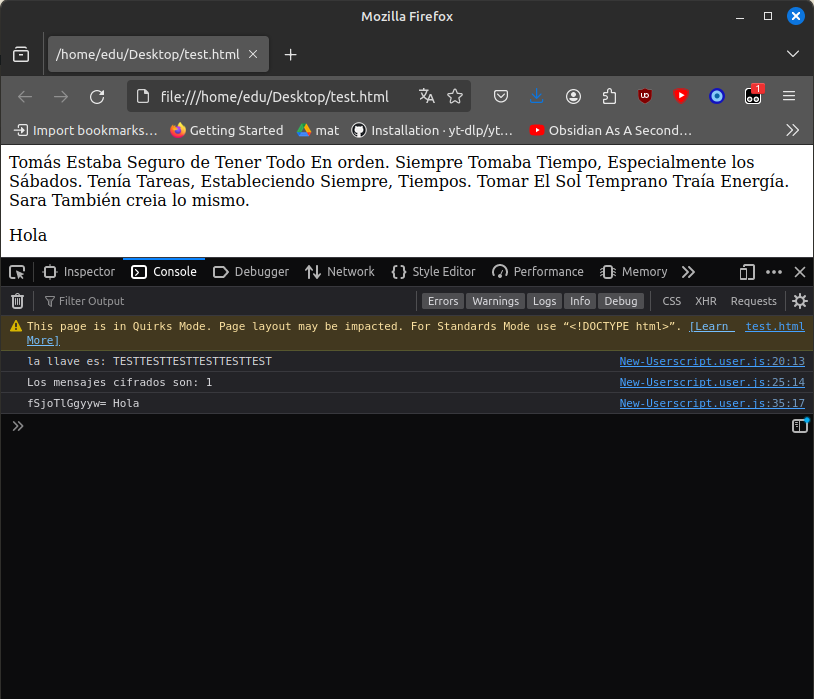 Mozilla Firefox
/home/edu/Desktop/test.html
file:///home/edu/Desktop/test.html
1
Import bookmarks… Getting Started mat Installation · yt-dlp/yt… Obsidian As A Second…
Tomás Estaba Seguro de Tener Todo En orden. Siempre Tomaba Tiempo, Especialmente los
Sábados. Tenía Tareas, Estableciendo Siempre, Tiempos. Tomar El Sol Temprano Traía Energía.
Sara También creia lo mismo.
Hola
Inspector Console Debugger Network Style Editor Performance Memory
Filter Output Errors Warnings Logs Info Debug CSS XHR Requests
This page is in Quirks Mode. Page layout may be impacted. For Standards Mode use “<!DOCTYPE html>”. [Learn test.html
More]
la llave es: TESTTESTTESTTESTTESTTEST New-Userscript.user.js:20:13
Los mensajes cifrados son: 1 New-Userscript.user.js:25:14
fSjoTlGgyyw= Hola New-Userscript.user.js:35:17